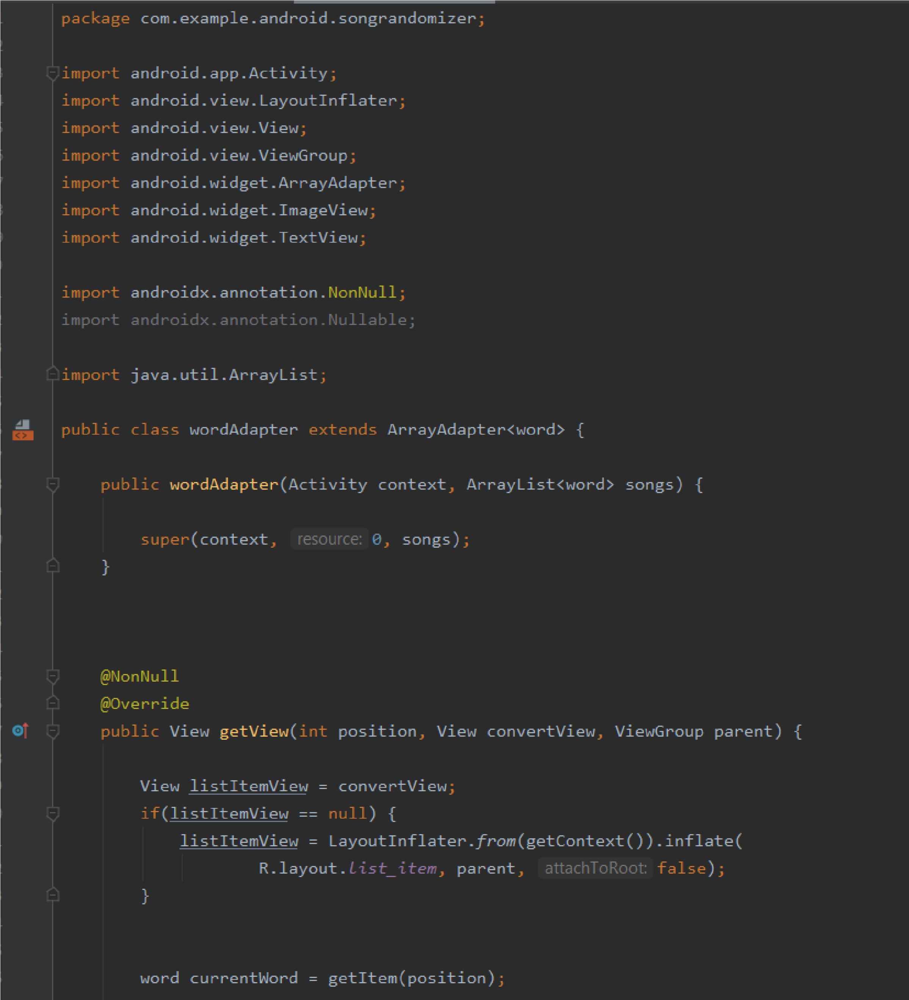 package com.example.android.songrandomizer;
import android.app.Activity;
import android.view.LayoutInflater;
import android.view.View;
import android.view.ViewGroup;
import android.widget.ArrayAdapter;
import android.widget.ImageView;
import android.widget.TextView;
import androidx.annotation.NonNull;
import androidx.annotation.Nullable;
import java.util.ArrayList;
public class wordAdapter extends ArrayAdapter<word> {
public wordAdapter(Activity context, ArrayList<word> songs) {
super(context, resource: 0, songs);
}
@NonNull
@Override
public View getView(int position, View convertView, ViewGroup parent) {
View listItemView = convertView;
if(listItemView == null) {
listItemView = LayoutInflater.from(getContext()).inflate(
R.layout.list_item, parent, attachToRoot: false);
}
word currentWord = getItem(position);